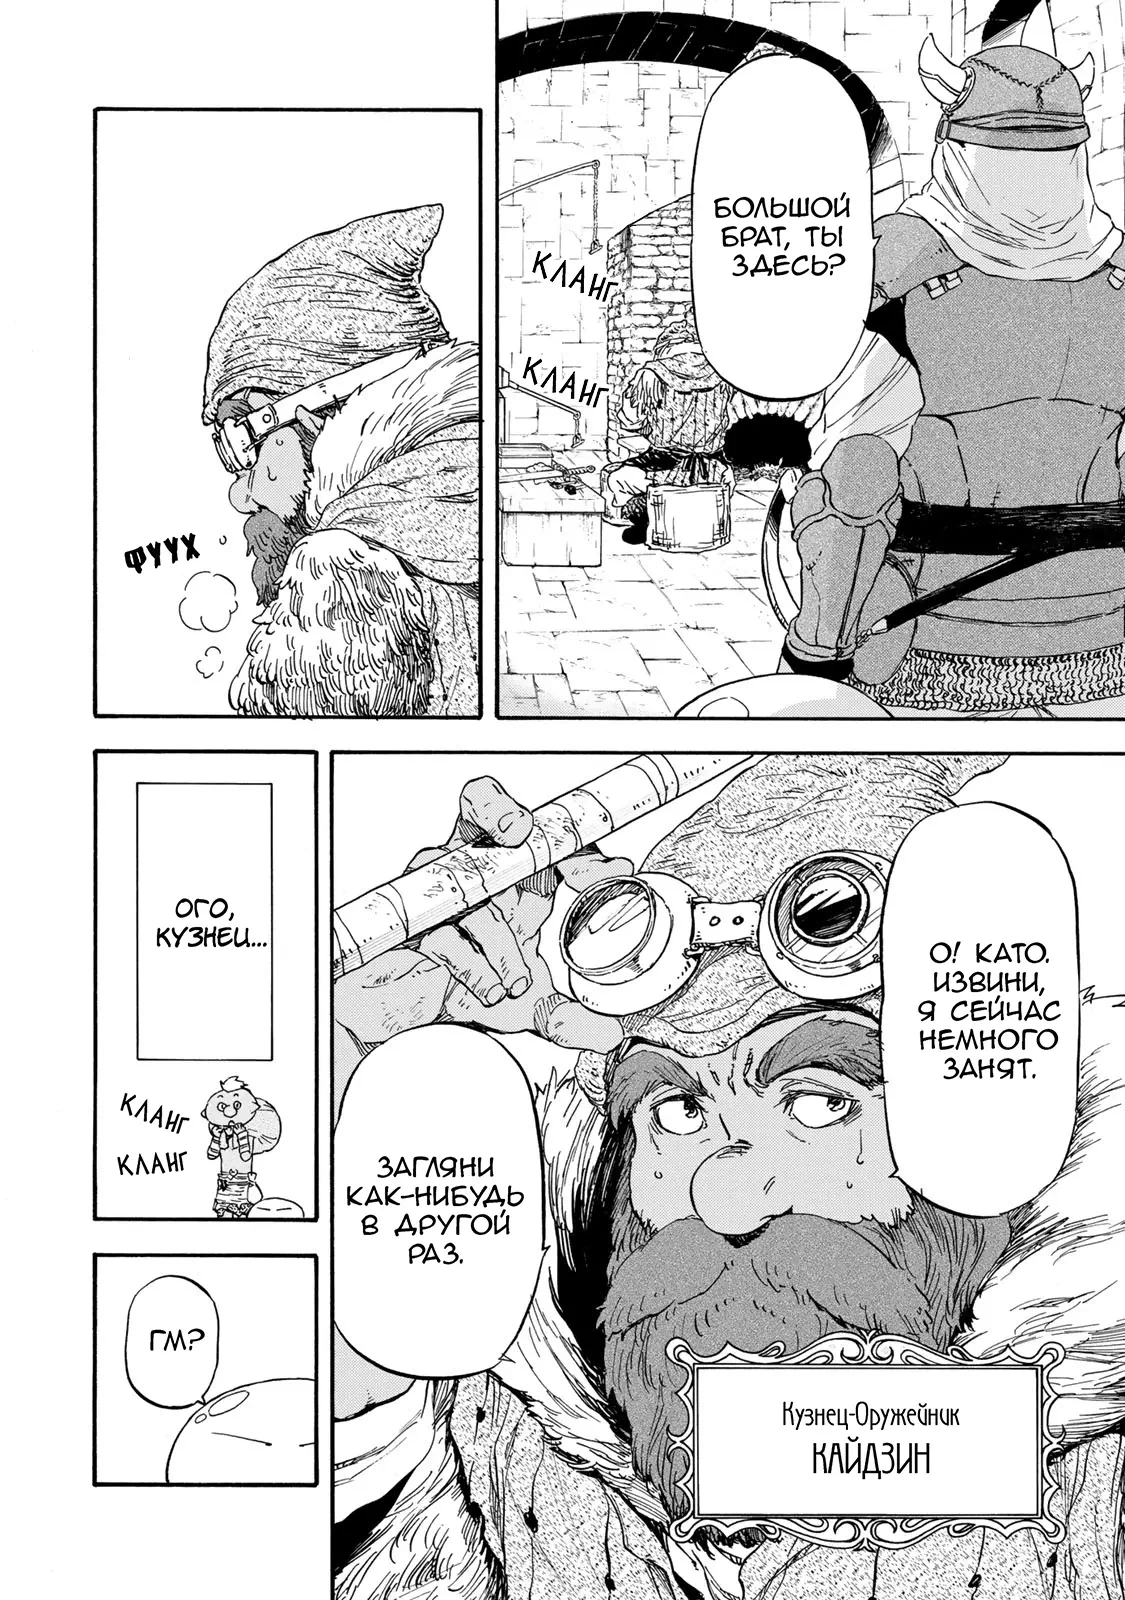 БОЛЬШОЙ
БРАТ, ТЫ
ЗДЕСЬ?
КЛАНГ
КЛАНГ
ФУУХ
О! КАТО.
ИЗВИНИ,
Я СЕЙЧАС
НЕМНОГО
ЗАНЯТ.
ЗАГЛЯНИ
КАК-НИБУДЬ
В ДРУГОЙ
РАЗ.
Кузнец-Оружейник
КАЙДЗИН
ОГО,
КУЗНЕЦ...
КЛАНГ
КЛАНГ
ГМ?